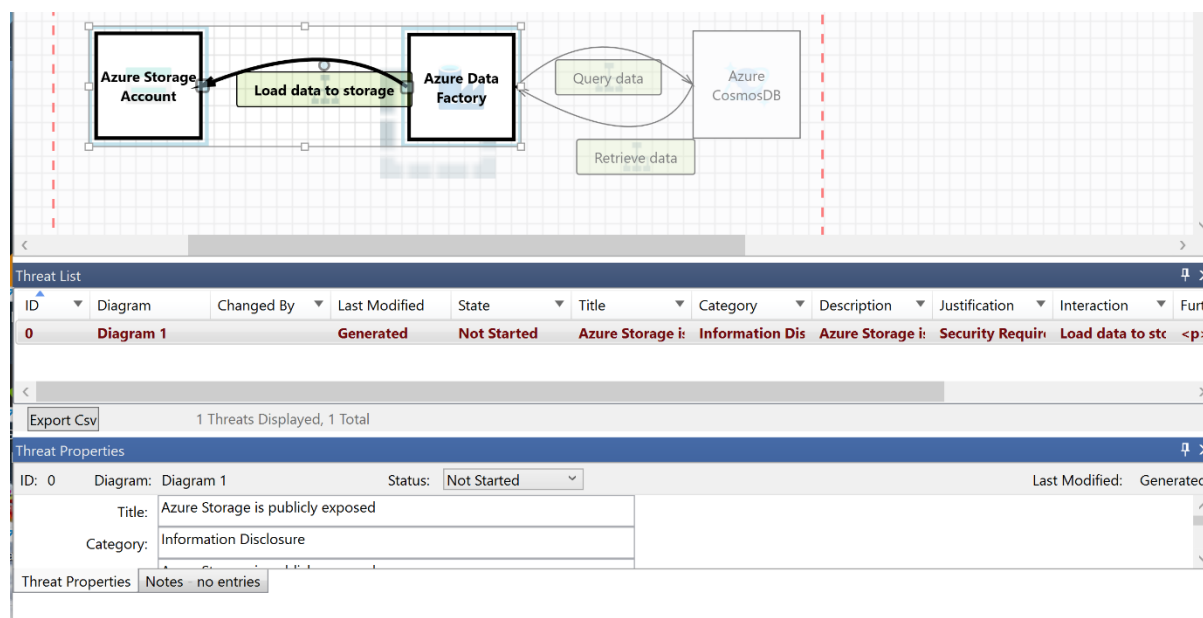 Azure Storage
Account
Load data to storage
Azure Data
Factory
Query data
Azure
CosmosDB
Retrieve data
Threat List
ID Diagram Changed By Last Modified State Title Category Description Justification Interaction Furt
0 Diagram 1 Generated Not Started Azure Storage is Information Dis Azure Storage is Security Require Load data to sto <p>
Export Csv 1 Threats Displayed, 1 Total
Threat Properties
ID: 0 Diagram: Diagram 1 Status: Not Started Last Modified: Generated
Title: Azure Storage is publicly exposed
Category: Information Disclosure
Threat Properties Notes - no entries